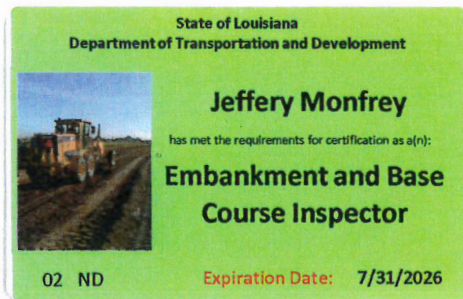 State of Louisiana
Department of Transportation and Development
Jeffery Monfrey
has met the requirements for certification as a(n):
Embankment and Base
Course Inspector
02 ND
Expiration Date: 7/31/2026